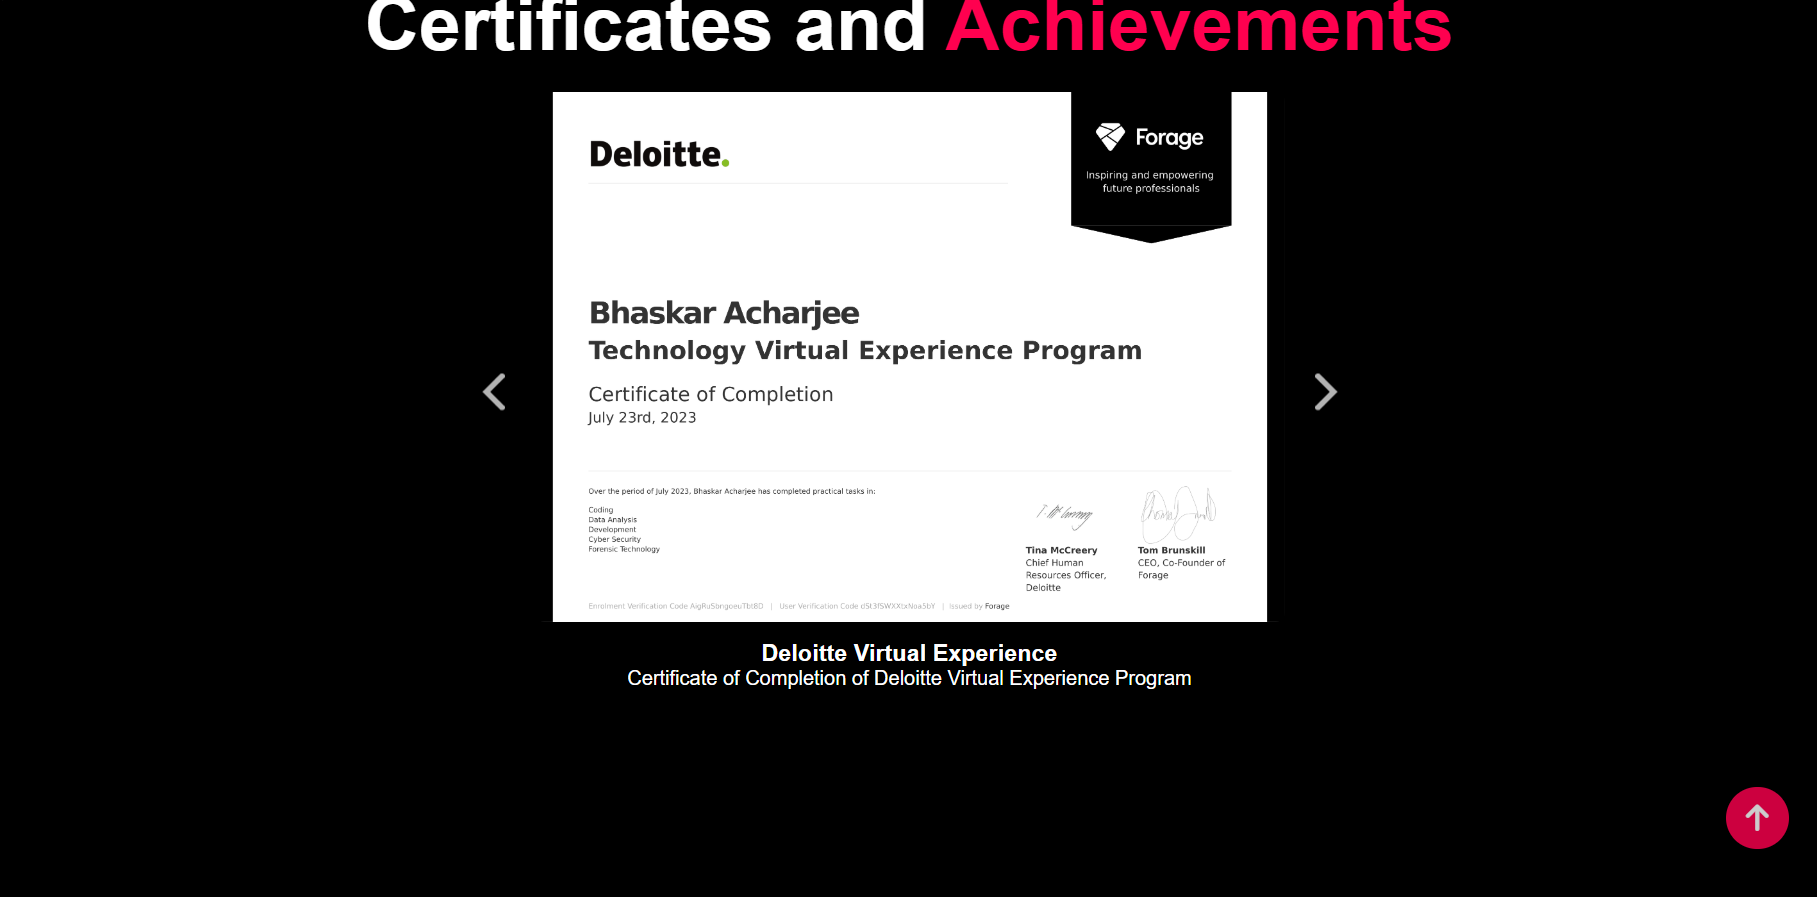 Certificates and Achievements
Deloitte.
Forage
Inspiring and empowering
future professionals
Bhaskar Acharjee
Technology Virtual Experience Program
Certificate of Completion
July 23rd, 2023
Over the period of July 2023, Bhaskar Acharjee has completed practical tasks in:
Coding
Data Analysis
Development
Cyber Security
Forensic Technology
Tina McCreery
Chief Human
Resources Officer,
Deloitte
Tom Brunskill
CEO, Co-Founder of
Forage
Enrolment Verification Code | User Verification Code | Issued by Forage
Deloitte Virtual Experience
Certificate of Completion of Deloitte Virtual Experience Program